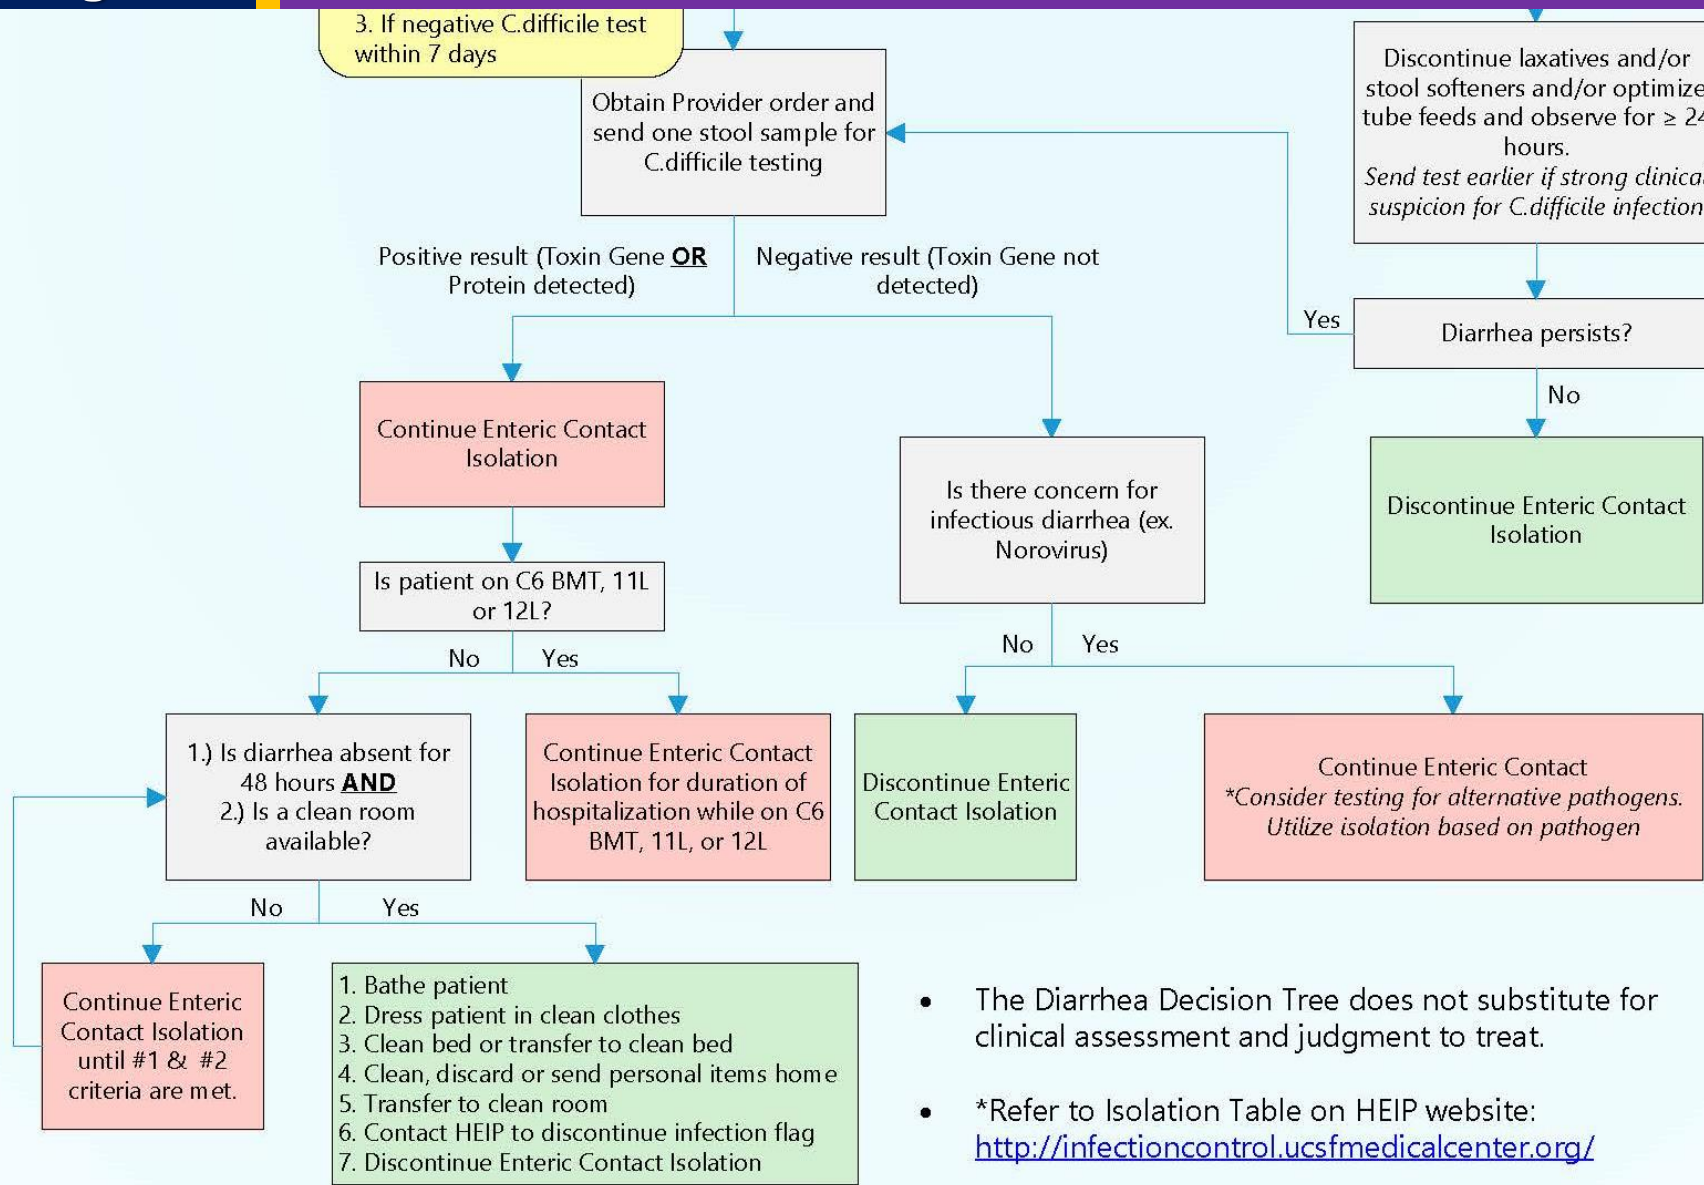 3. If negative C.difficile test
within 7 days
Obtain Provider order and
send one stool sample for
C.difficile testing
Discontinue laxatives and/or
stool softeners and/or optimize
tube feeds and observe for ≥ 24
hours.
Send test earlier if strong clinical
suspicion for C.difficile infection
Positive result (Toxin Gene OR
Protein detected)
Negative result (Toxin Gene not
detected)
Yes
Diarrhea persists?
No
Continue Enteric Contact
Isolation
Is there concern for
infectious diarrhea (ex.
Norovirus)
Discontinue Enteric Contact
Isolation
Is patient on C6 BMT, 11L
or 12L?
No Yes
No Yes
1.) Is diarrhea absent for
48 hours AND
2.) Is a clean room
available?
Continue Enteric Contact
Isolation for duration of
hospitalization while on C6
BMT, 11L, or 12L
Discontinue Enteric
Contact Isolation
Continue Enteric Contact
*Consider testing for alternative pathogens.
Utilize isolation based on pathogen
No Yes
Continue Enteric
Contact Isolation
until #1 & #2
criteria are met.
1. Bathe patient
2. Dress patient in clean clothes
3. Clean bed or transfer to clean bed
4. Clean, discard or send personal items home
5. Transfer to clean room
6. Contact HEIP to discontinue infection flag
7. Discontinue Enteric Contact Isolation
• The Diarrhea Decision Tree does not substitute for
clinical assessment and judgment to treat.
• *Refer to Isolation Table on HEIP website:
http://infectioncontrol.ucsfmedicalcenter.org/